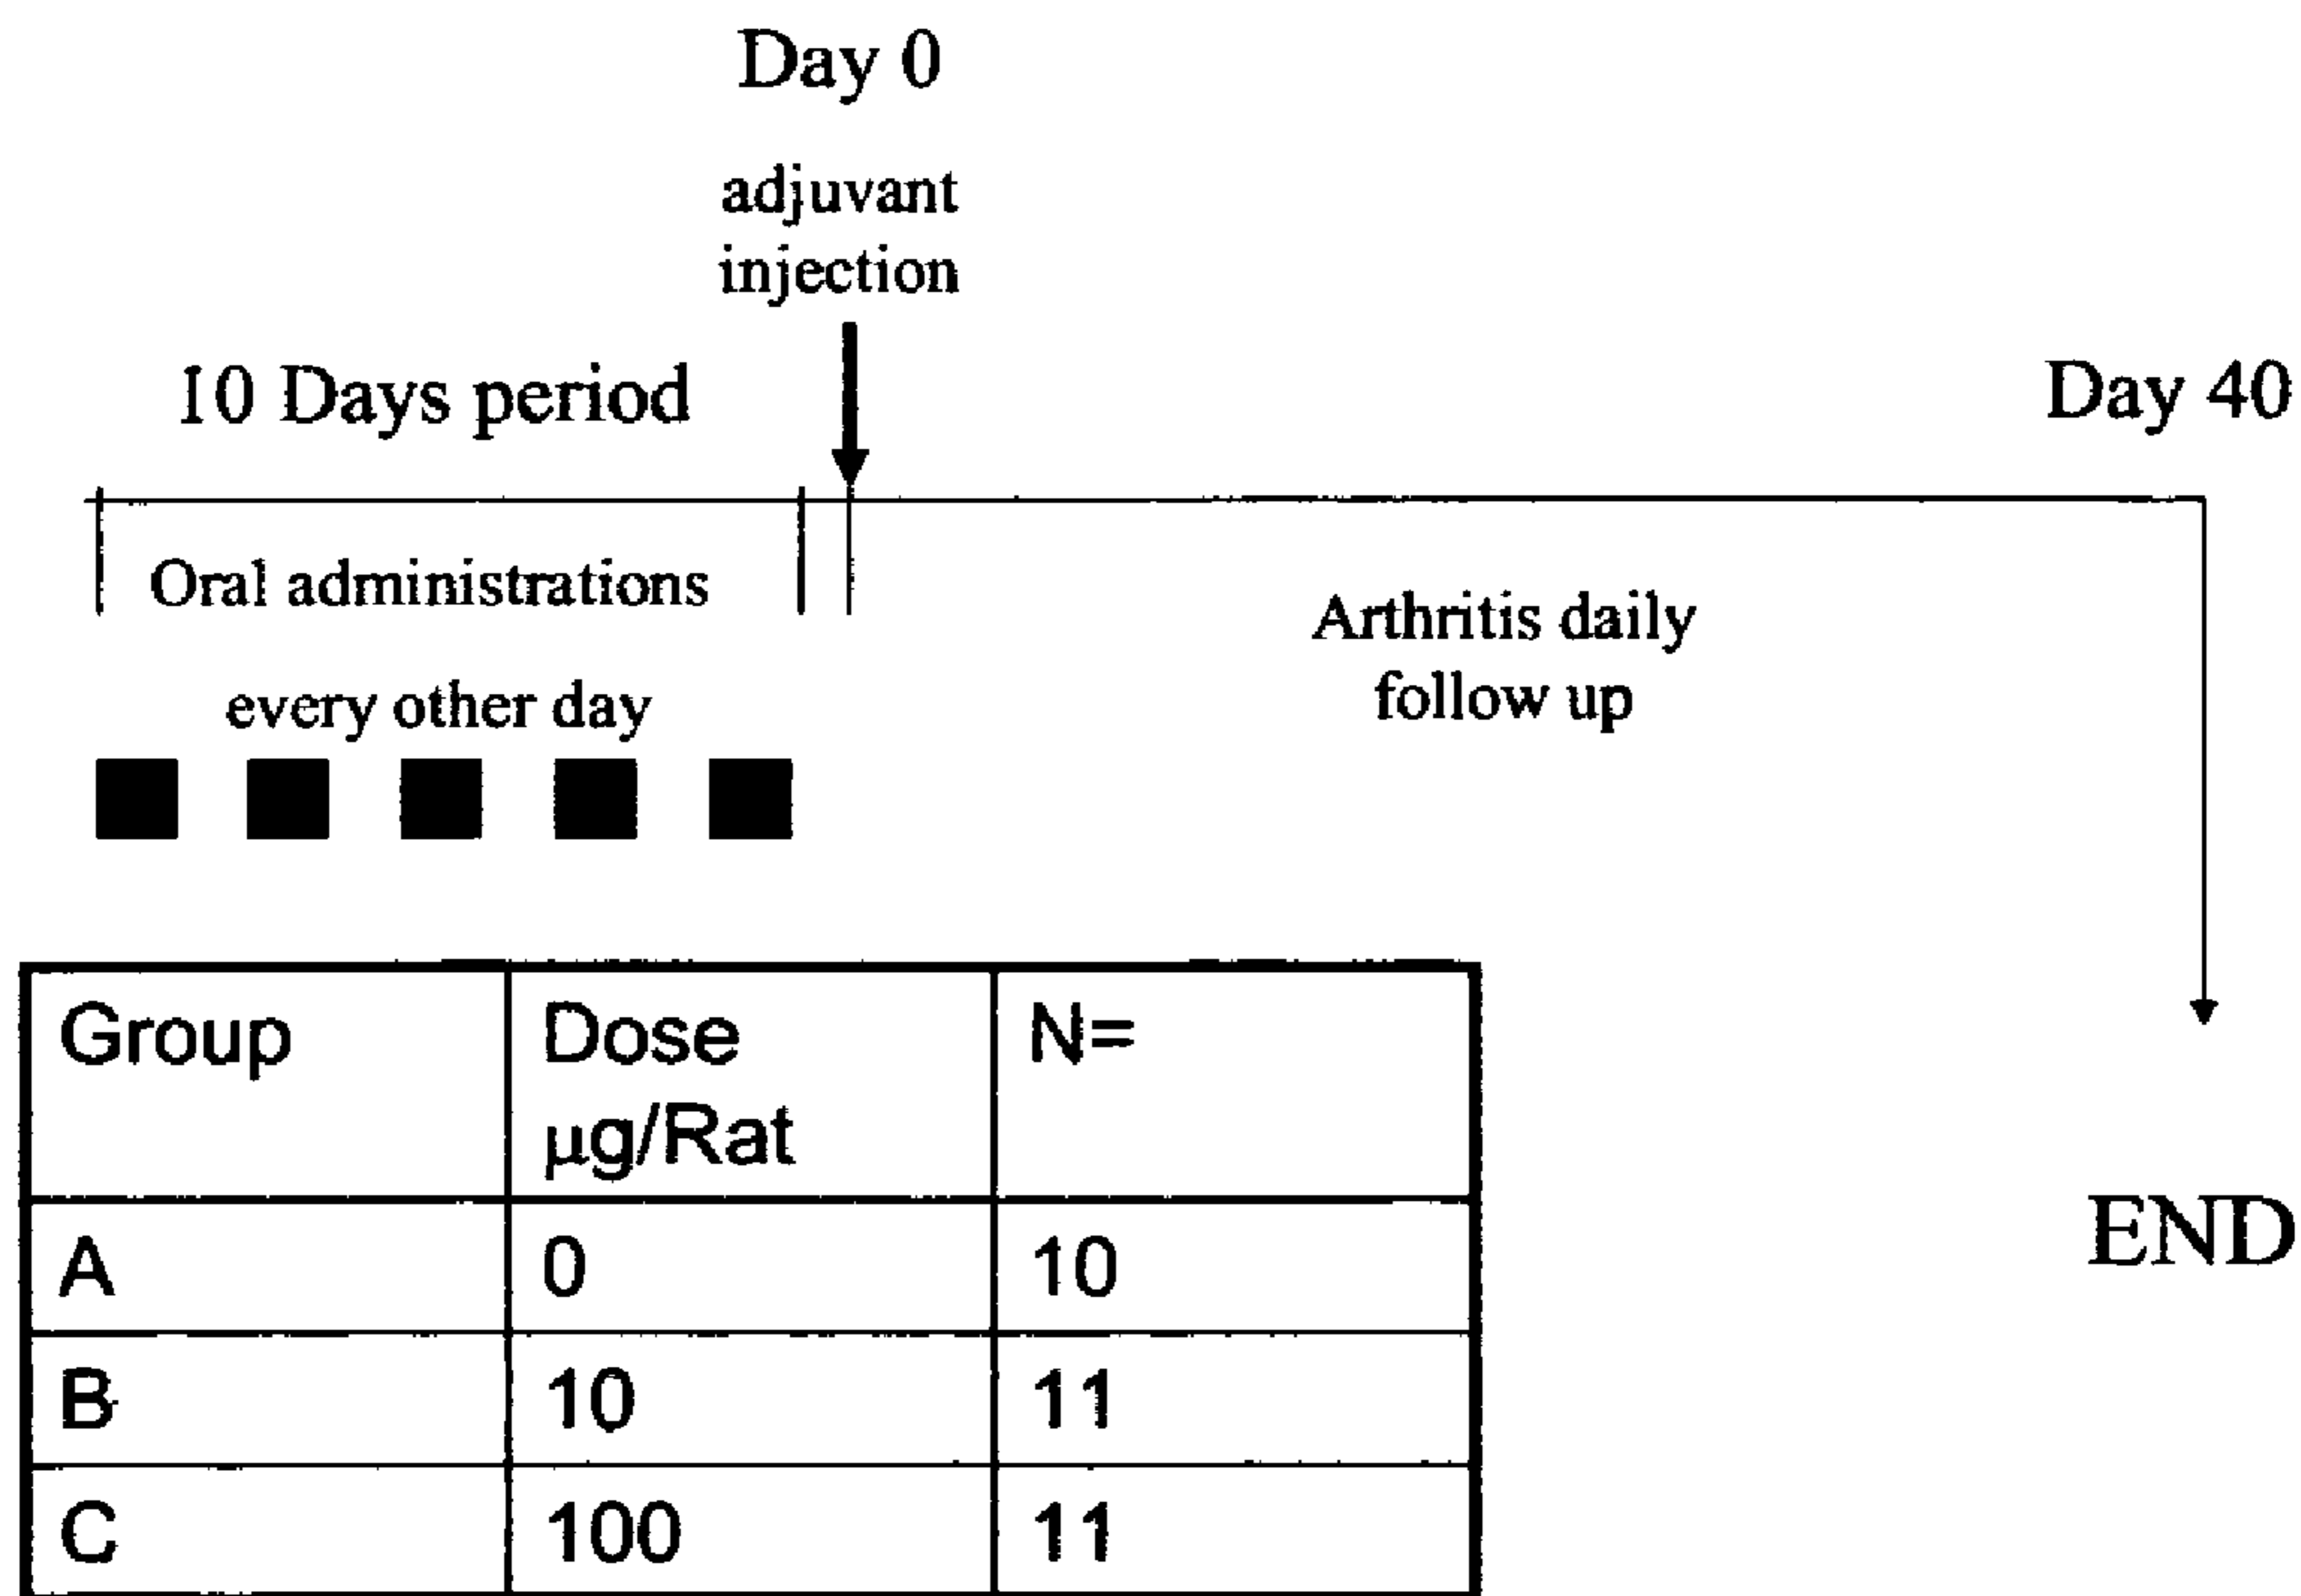 Day 0
adjuvant
injection
10 Days period
Day 40
Oral administrations
every other day
Arthritis daily
follow up
Group Dose N=
µg/Rat
A 0 10
B 10 11
C 100 11
END